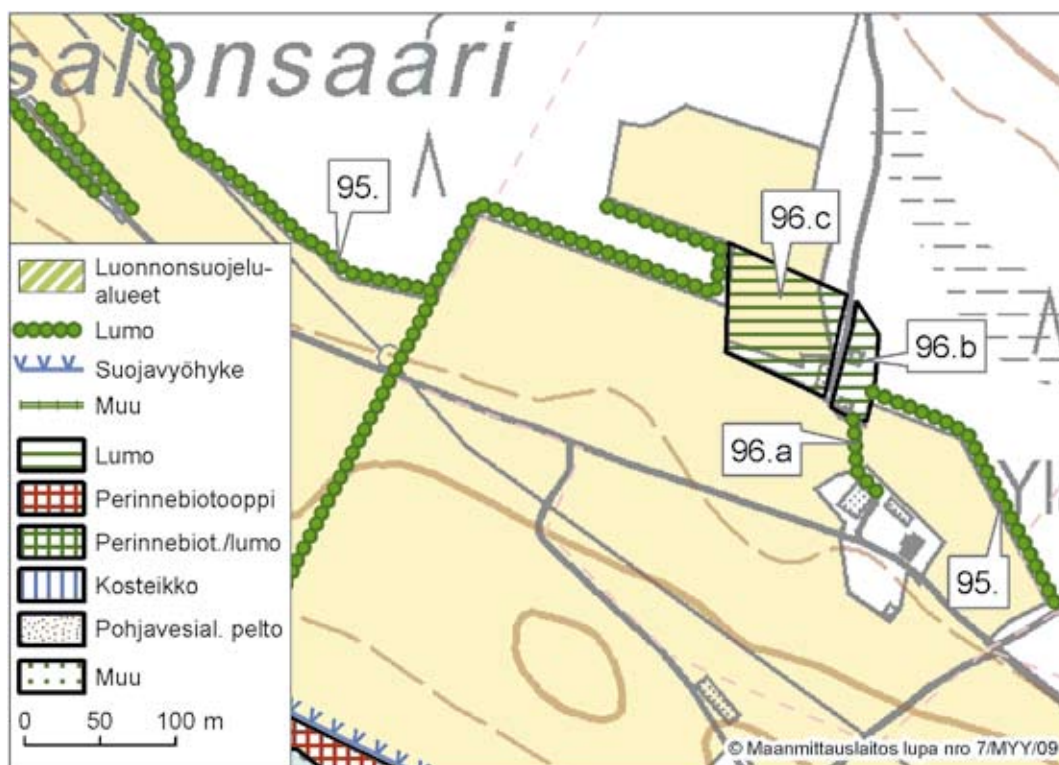 salonsaari
95.
96.c
96.b
96.a
95.
Luonnonsuojelu-
alueet
Lumo
Suojavyöhyke
Muu
Lumo
Perinnebiotooppi
Perinnebiot./lumo
Kosteikko
Pohjavesial. pelto
Muu
0 50 100 m
© Maanmittauslaitos lupa nro 7/MYY/09